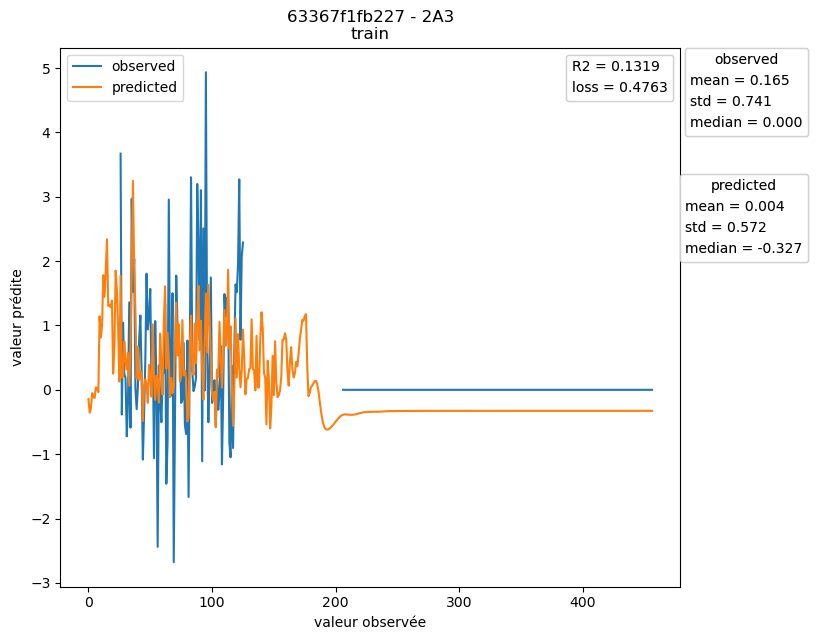 63367f1fb227 - 2A3
train
observed
predicted
R2 = 0.1319
loss = 0.4763
observed
mean = 0.165
std = 0.741
median = 0.000
predicted
mean = 0.004
std = 0.572
median = -0.327
valeur prédite
5
4
3
2
1
0
−1
−2
−3
0
100
200
300
400
valeur observée